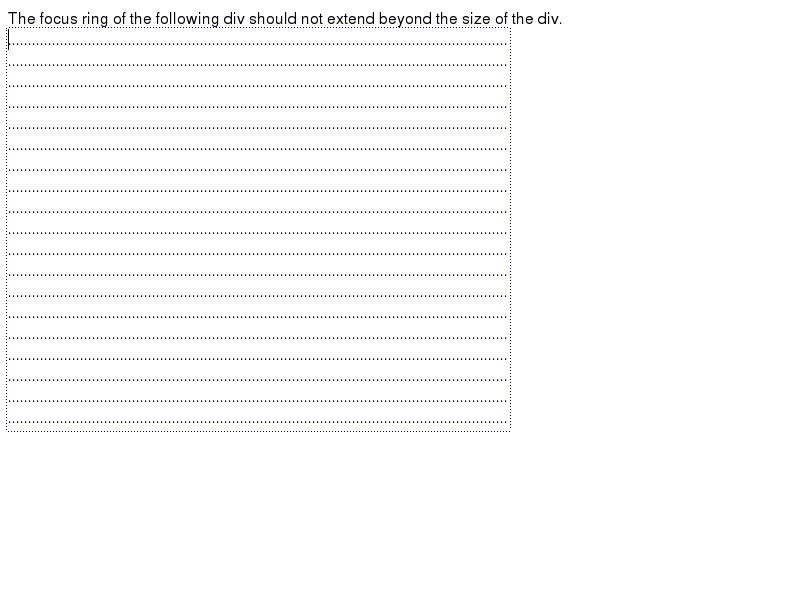 The focus ring of the following div should not extend beyond the size of the div.